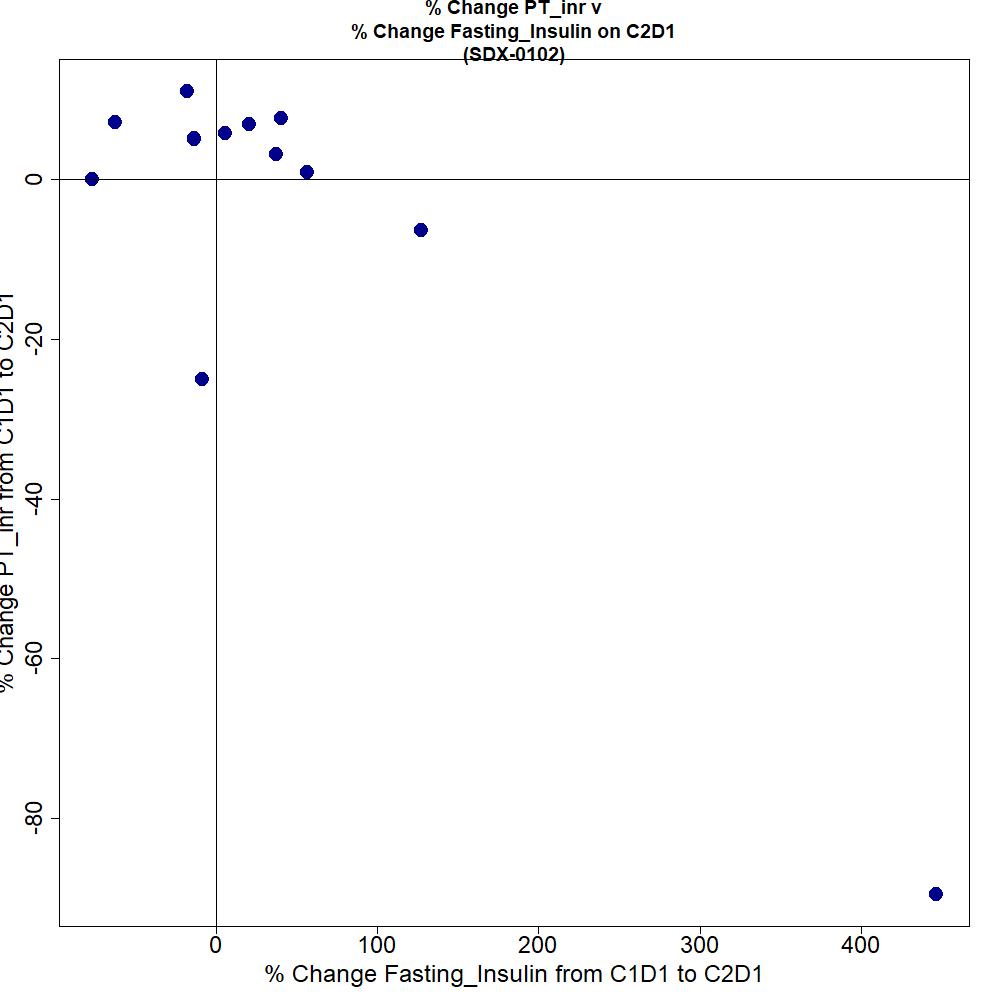 % Change PT_inr v
% Change Fasting_Insulin on C2D1
(SDX-0102)
% Change PT_inr from C1D1 to C2D1
0
-20
-40
-60
-80
0 100 200 300 400
% Change Fasting_Insulin from C1D1 to C2D1